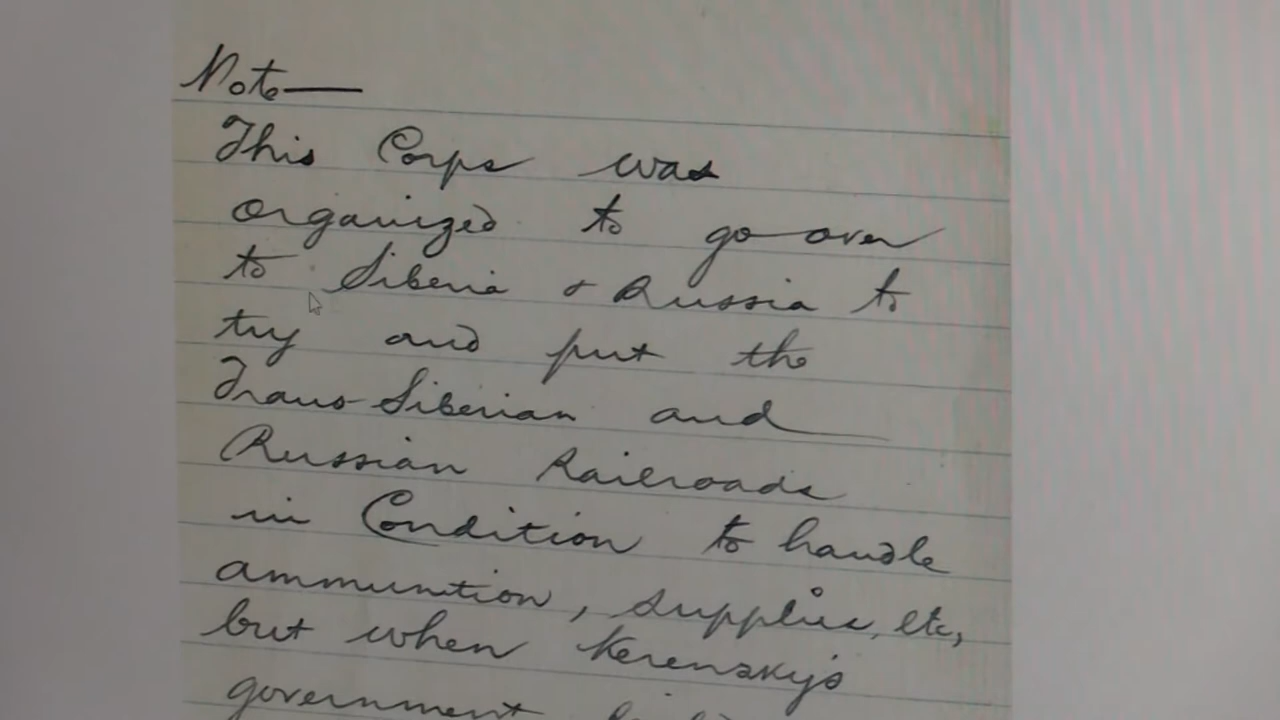 Note—
This Corps was
organized to go over
to Siberia & Russia to
try and put the
Trans-Siberian and
Russian Railroads
in Condition to handle
ammunition, supplies, etc,
but when Kerensky's
government